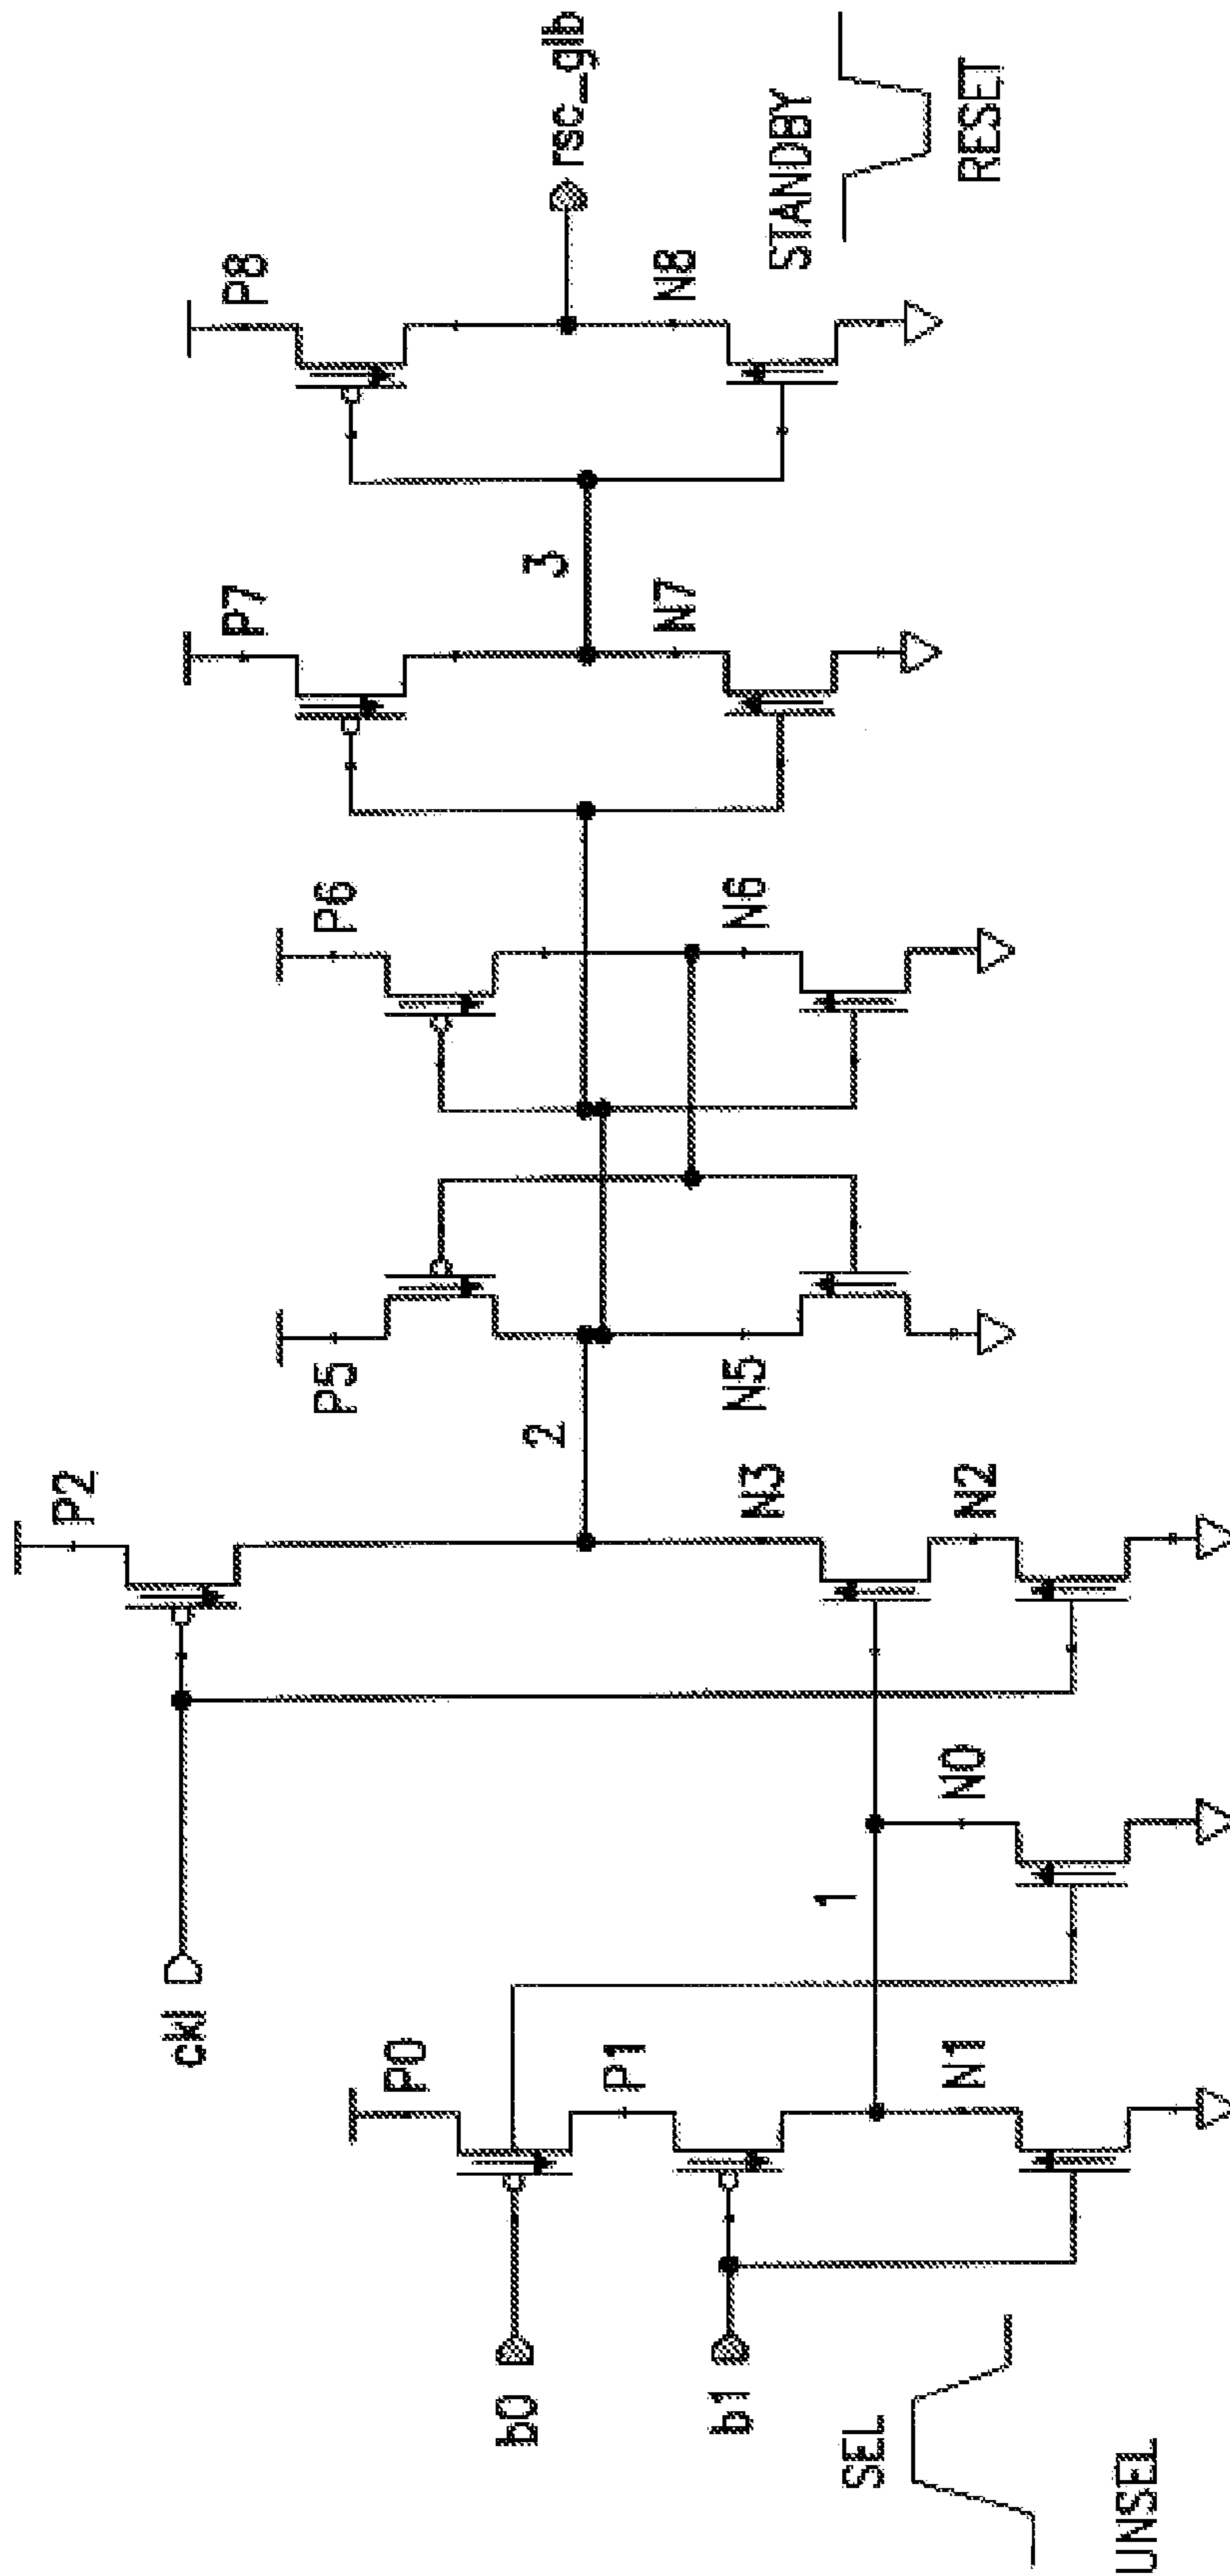 b0
b1
SEL
UNSEL
ckl
P0
P1
N1
1
N0
P2
N3
N2
2
P5
N5
P6
N6
P7
N7
3
P8
N8
rsc_glb
STANDBY
RESET